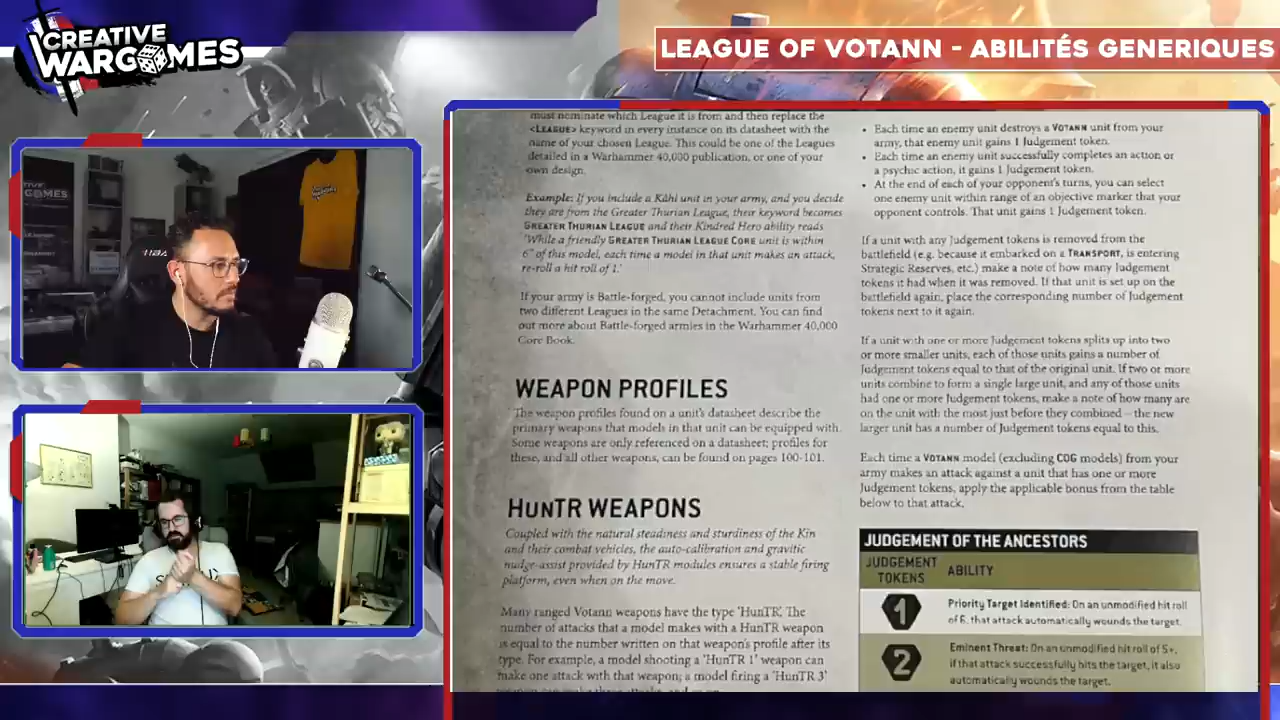 CREATIVE
WARGAMES
LEAGUE OF VOTANN - ABILITÉS GENERIQUES
must nominate which League it is from and then replace the
<LEAGUE> keyword in every instance on its datasheet with the
name of your chosen League. This could be one of the Leagues
detailed in a Warhammer 40,000 publication, or one of your
own design.
Example: If you include a Kâhl unit in your army, and you decide
they are from the Greater Thurian League, their keyword becomes
GREATER THURIAN LEAGUE and their Kindred Hero ability reads
'While a friendly GREATER THURIAN LEAGUE CORE unit is within
6" of this model, each time a model in that unit makes an attack,
re-roll a hit roll of 1.'
If your army is Battle-forged, you cannot include units from
two different Leagues in the same Detachment. You can find
out more about Battle-forged armies in the Warhammer 40,000
Core Book.
WEAPON PROFILES
The weapon profiles found on a unit's datasheet describe the
primary weapons that models in that unit can be equipped with.
Some weapons are only referenced on a datasheet; profiles for
these, and all other weapons, can be found on pages 100-101.
HunTR WEAPONS
Coupled with the natural steadiness and sturdiness of the Kin
and their combat vehicles, the auto-calibration and gravitic
nudge-assist provided by HunTR modules ensures a stable firing
platform, even when on the move.
Many ranged Votann weapons have the type 'HunTR'. The
number of attacks that a model makes with a HunTR weapon
is equal to the number written on that weapon's profile after its
type. For example, a model shooting a 'HunTR 1' weapon can
make one attack with that weapon; a model firing a 'HunTR 3'
• Each time an enemy unit destroys a VOTANN unit from your
army, that enemy unit gains 1 Judgement token.
• Each time an enemy unit successfully completes an action or
a psychic action, it gains 1 Judgement token.
• At the end of each of your opponent's turns, you can select
one enemy unit within range of an objective marker that your
opponent controls. That unit gains 1 Judgement token.
If a unit with any Judgement tokens is removed from the
battlefield (e.g. because it embarked on a TRANSPORT, is entering
Strategic Reserves, etc.) make a note of how many Judgement
tokens it had when it was removed. If that unit is set up on the
battlefield again, place the corresponding number of Judgement
tokens next to it again.
If a unit with one or more Judgement tokens splits up into two
or more smaller units, each of those units gains a number of
Judgement tokens equal to that of the original unit. If two or more
units combine to form a single large unit, and any of those units
had one or more Judgement tokens, make a note of how many are
on the unit with the most just before they combined – the new
larger unit has a number of Judgement tokens equal to this.
Each time a VOTANN model (excluding COG models) from your
army makes an attack against a unit that has one or more
Judgement tokens, apply the applicable bonus from the table
below to that attack.
JUDGEMENT OF THE ANCESTORS
JUDGEMENT
TOKENS
ABILITY
1
Priority Target Identified: On an unmodified hit roll
of 6, that attack automatically wounds the target.
2
Eminent Threat: On an unmodified hit roll of 5+,
if that attack successfully hits the target, it also
automatically wounds the target.